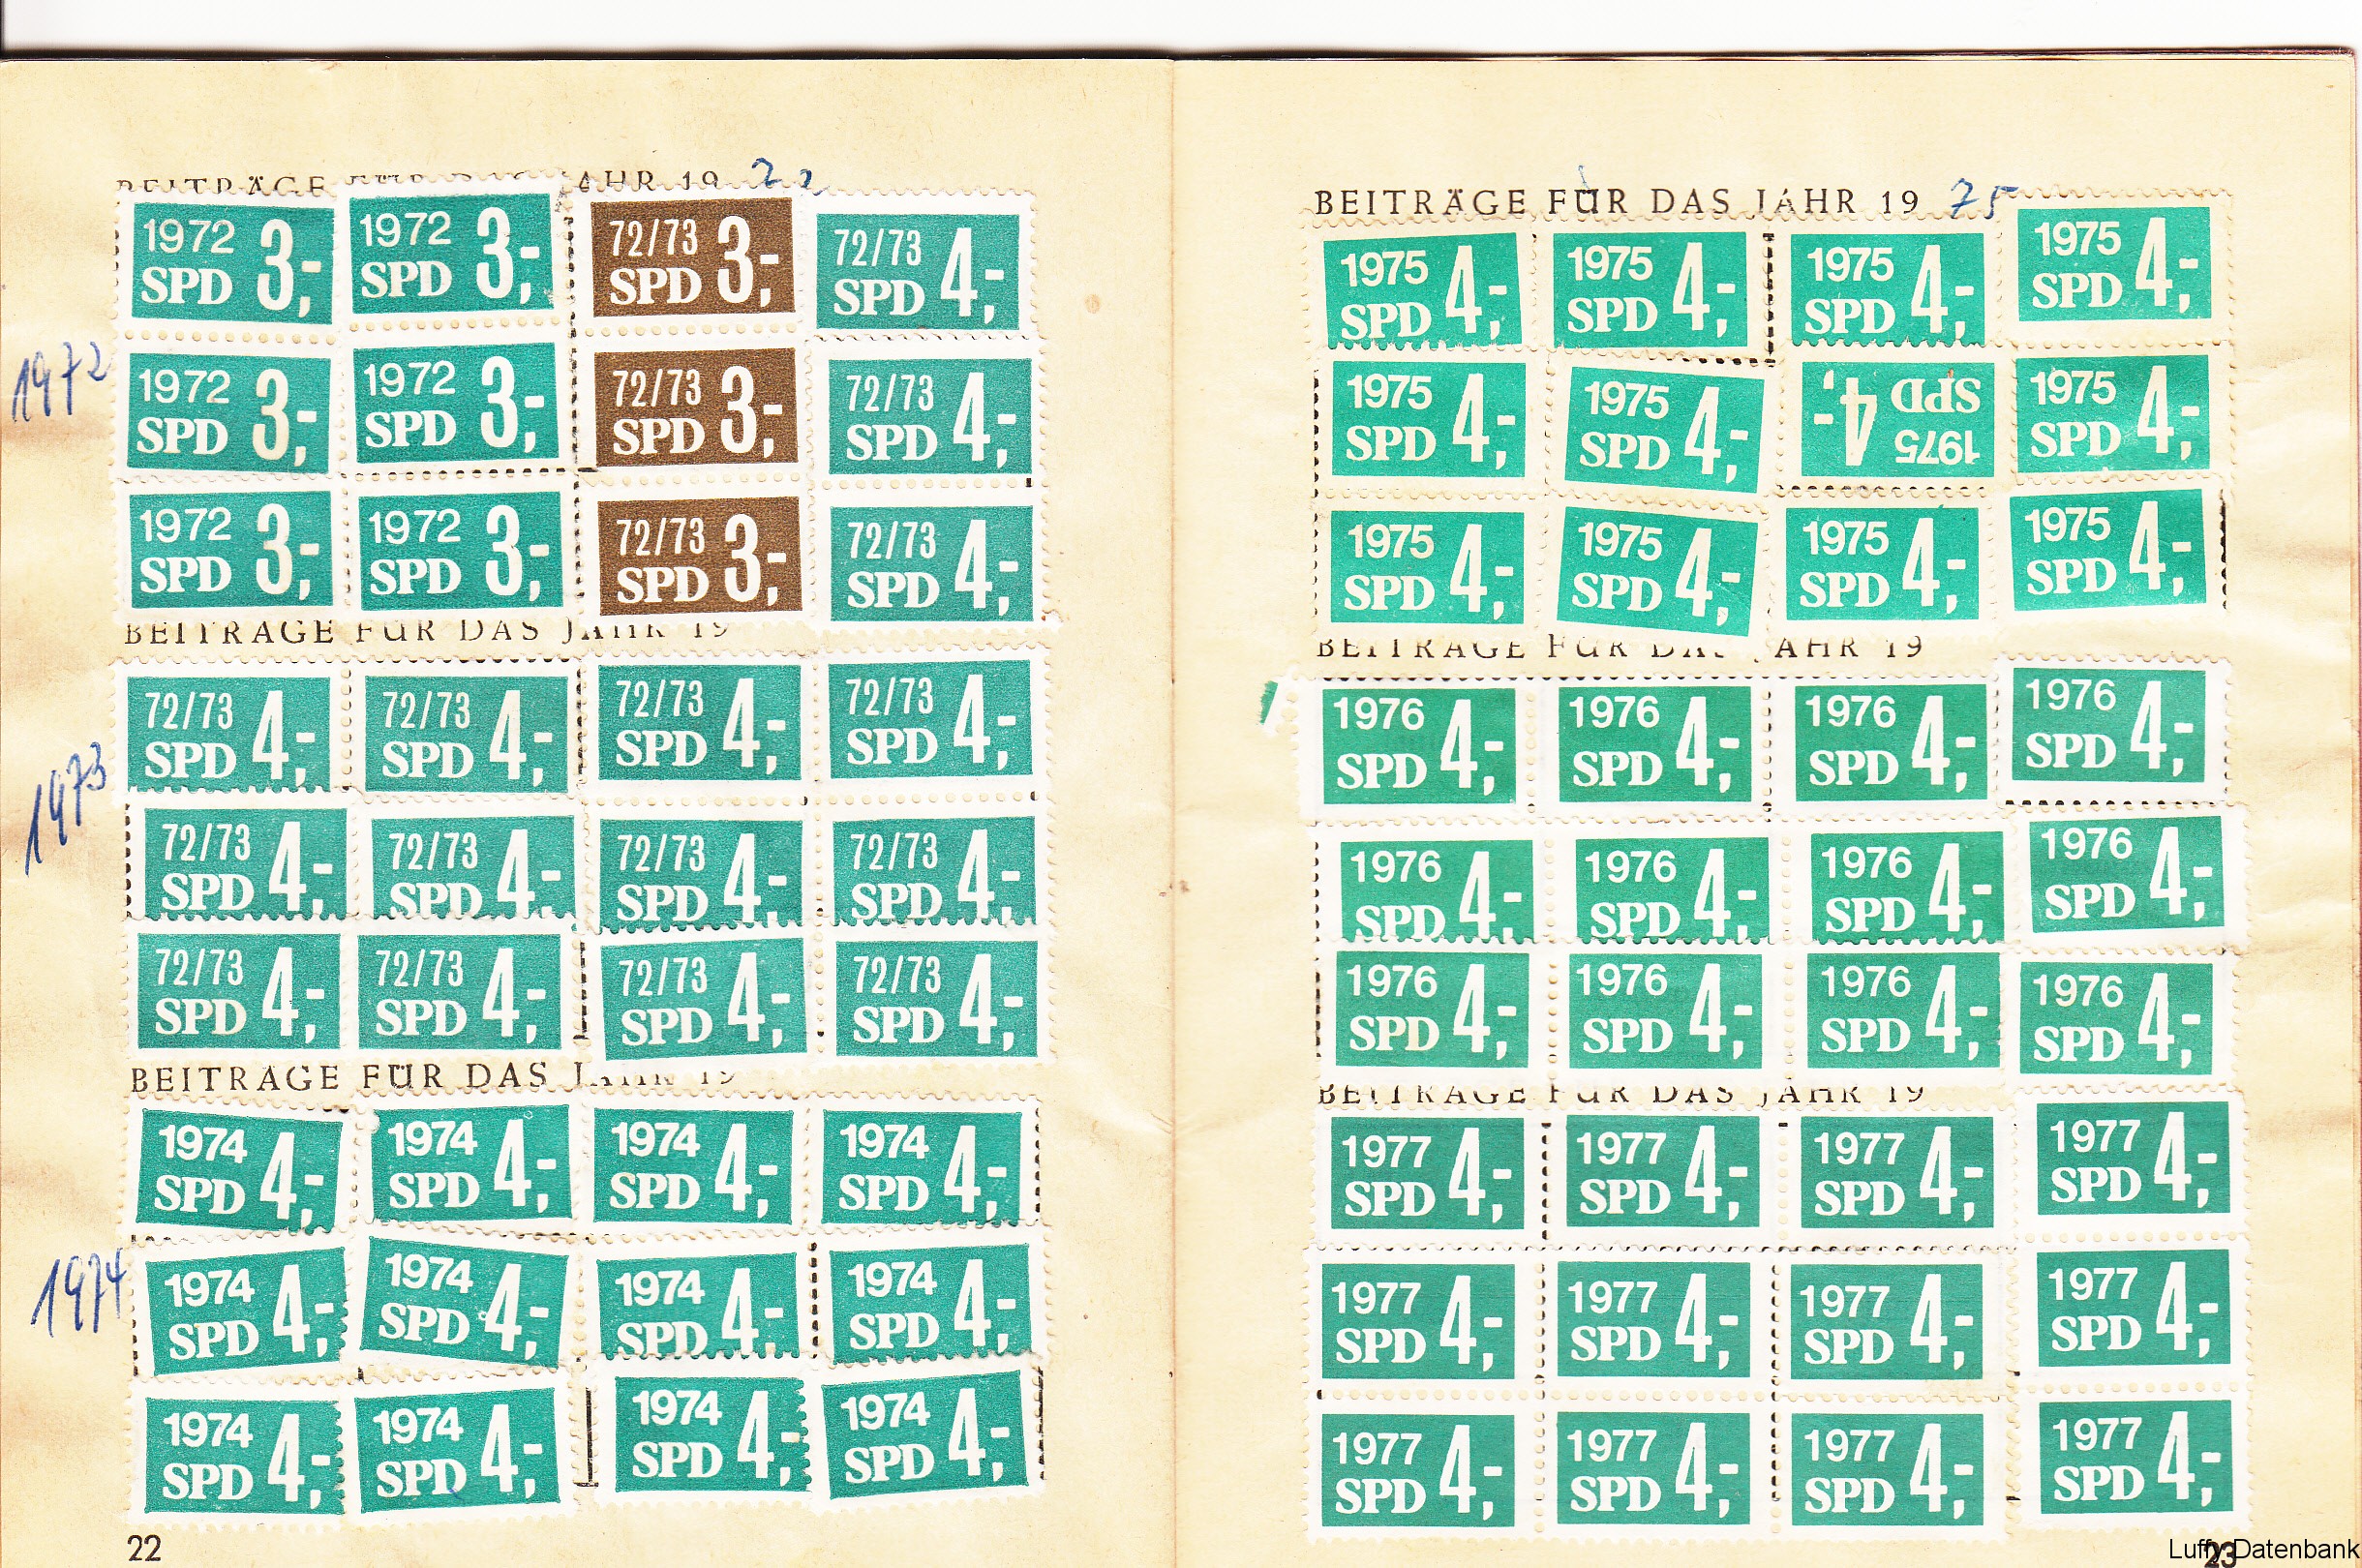 BEITRÄGE FÜR DAS JAHR 19 72
1972 SPD 3,- 1972 SPD 3,- 72/73 SPD 3,- 72/73 SPD 4,-
1972
1972 SPD 3,- 1972 SPD 3,- 72/73 SPD 3,- 72/73 SPD 4,-
1972 SPD 3,- 1972 SPD 3,- 72/73 SPD 3,- 72/73 SPD 4,-
BEITRÄGE FÜR DAS JAHR 19
72/73 SPD 4,- 72/73 SPD 4,- 72/73 SPD 4,- 72/73 SPD 4,-
1973
72/73 SPD 4,- 72/73 SPD 4,- 72/73 SPD 4,- 72/73 SPD 4,-
72/73 SPD 4,- 72/73 SPD 4,- 72/73 SPD 4,- 72/73 SPD 4,-
BEITRÄGE FÜR DAS JAHR 19
1974 SPD 4,- 1974 SPD 4,- 1974 SPD 4,- 1974 SPD 4,-
1974
1974 SPD 4,- 1974 SPD 4,- 1974 SPD 4,- 1974 SPD 4,-
1974 SPD 4,- 1974 SPD 4,- 1974 SPD 4,- 1974 SPD 4,-
22
BEITRÄGE FÜR DAS JAHR 19 75
1975 SPD 4,- 1975 SPD 4,- 1975 SPD 4,- 1975 SPD 4,-
1975 SPD 4,- 1975 SPD 4,- 1975 SPD 4,- 1975 SPD 4,-
1975 SPD 4,- 1975 SPD 4,- 1975 SPD 4,- 1975 SPD 4,-
BEITRÄGE FÜR DAS JAHR 19
1976 SPD 4,- 1976 SPD 4,- 1976 SPD 4,- 1976 SPD 4,-
1976 SPD 4,- 1976 SPD 4,- 1976 SPD 4,- 1976 SPD 4,-
1976 SPD 4,- 1976 SPD 4,- 1976 SPD 4,- 1976 SPD 4,-
BEITRÄGE FÜR DAS JAHR 19
1977 SPD 4,- 1977 SPD 4,- 1977 SPD 4,- 1977 SPD 4,-
1977 SPD 4,- 1977 SPD 4,- 1977 SPD 4,- 1977 SPD 4,-
1977 SPD 4,- 1977 SPD 4,- 1977 SPD 4,- 1977 SPD 4,-
23
Datenbank